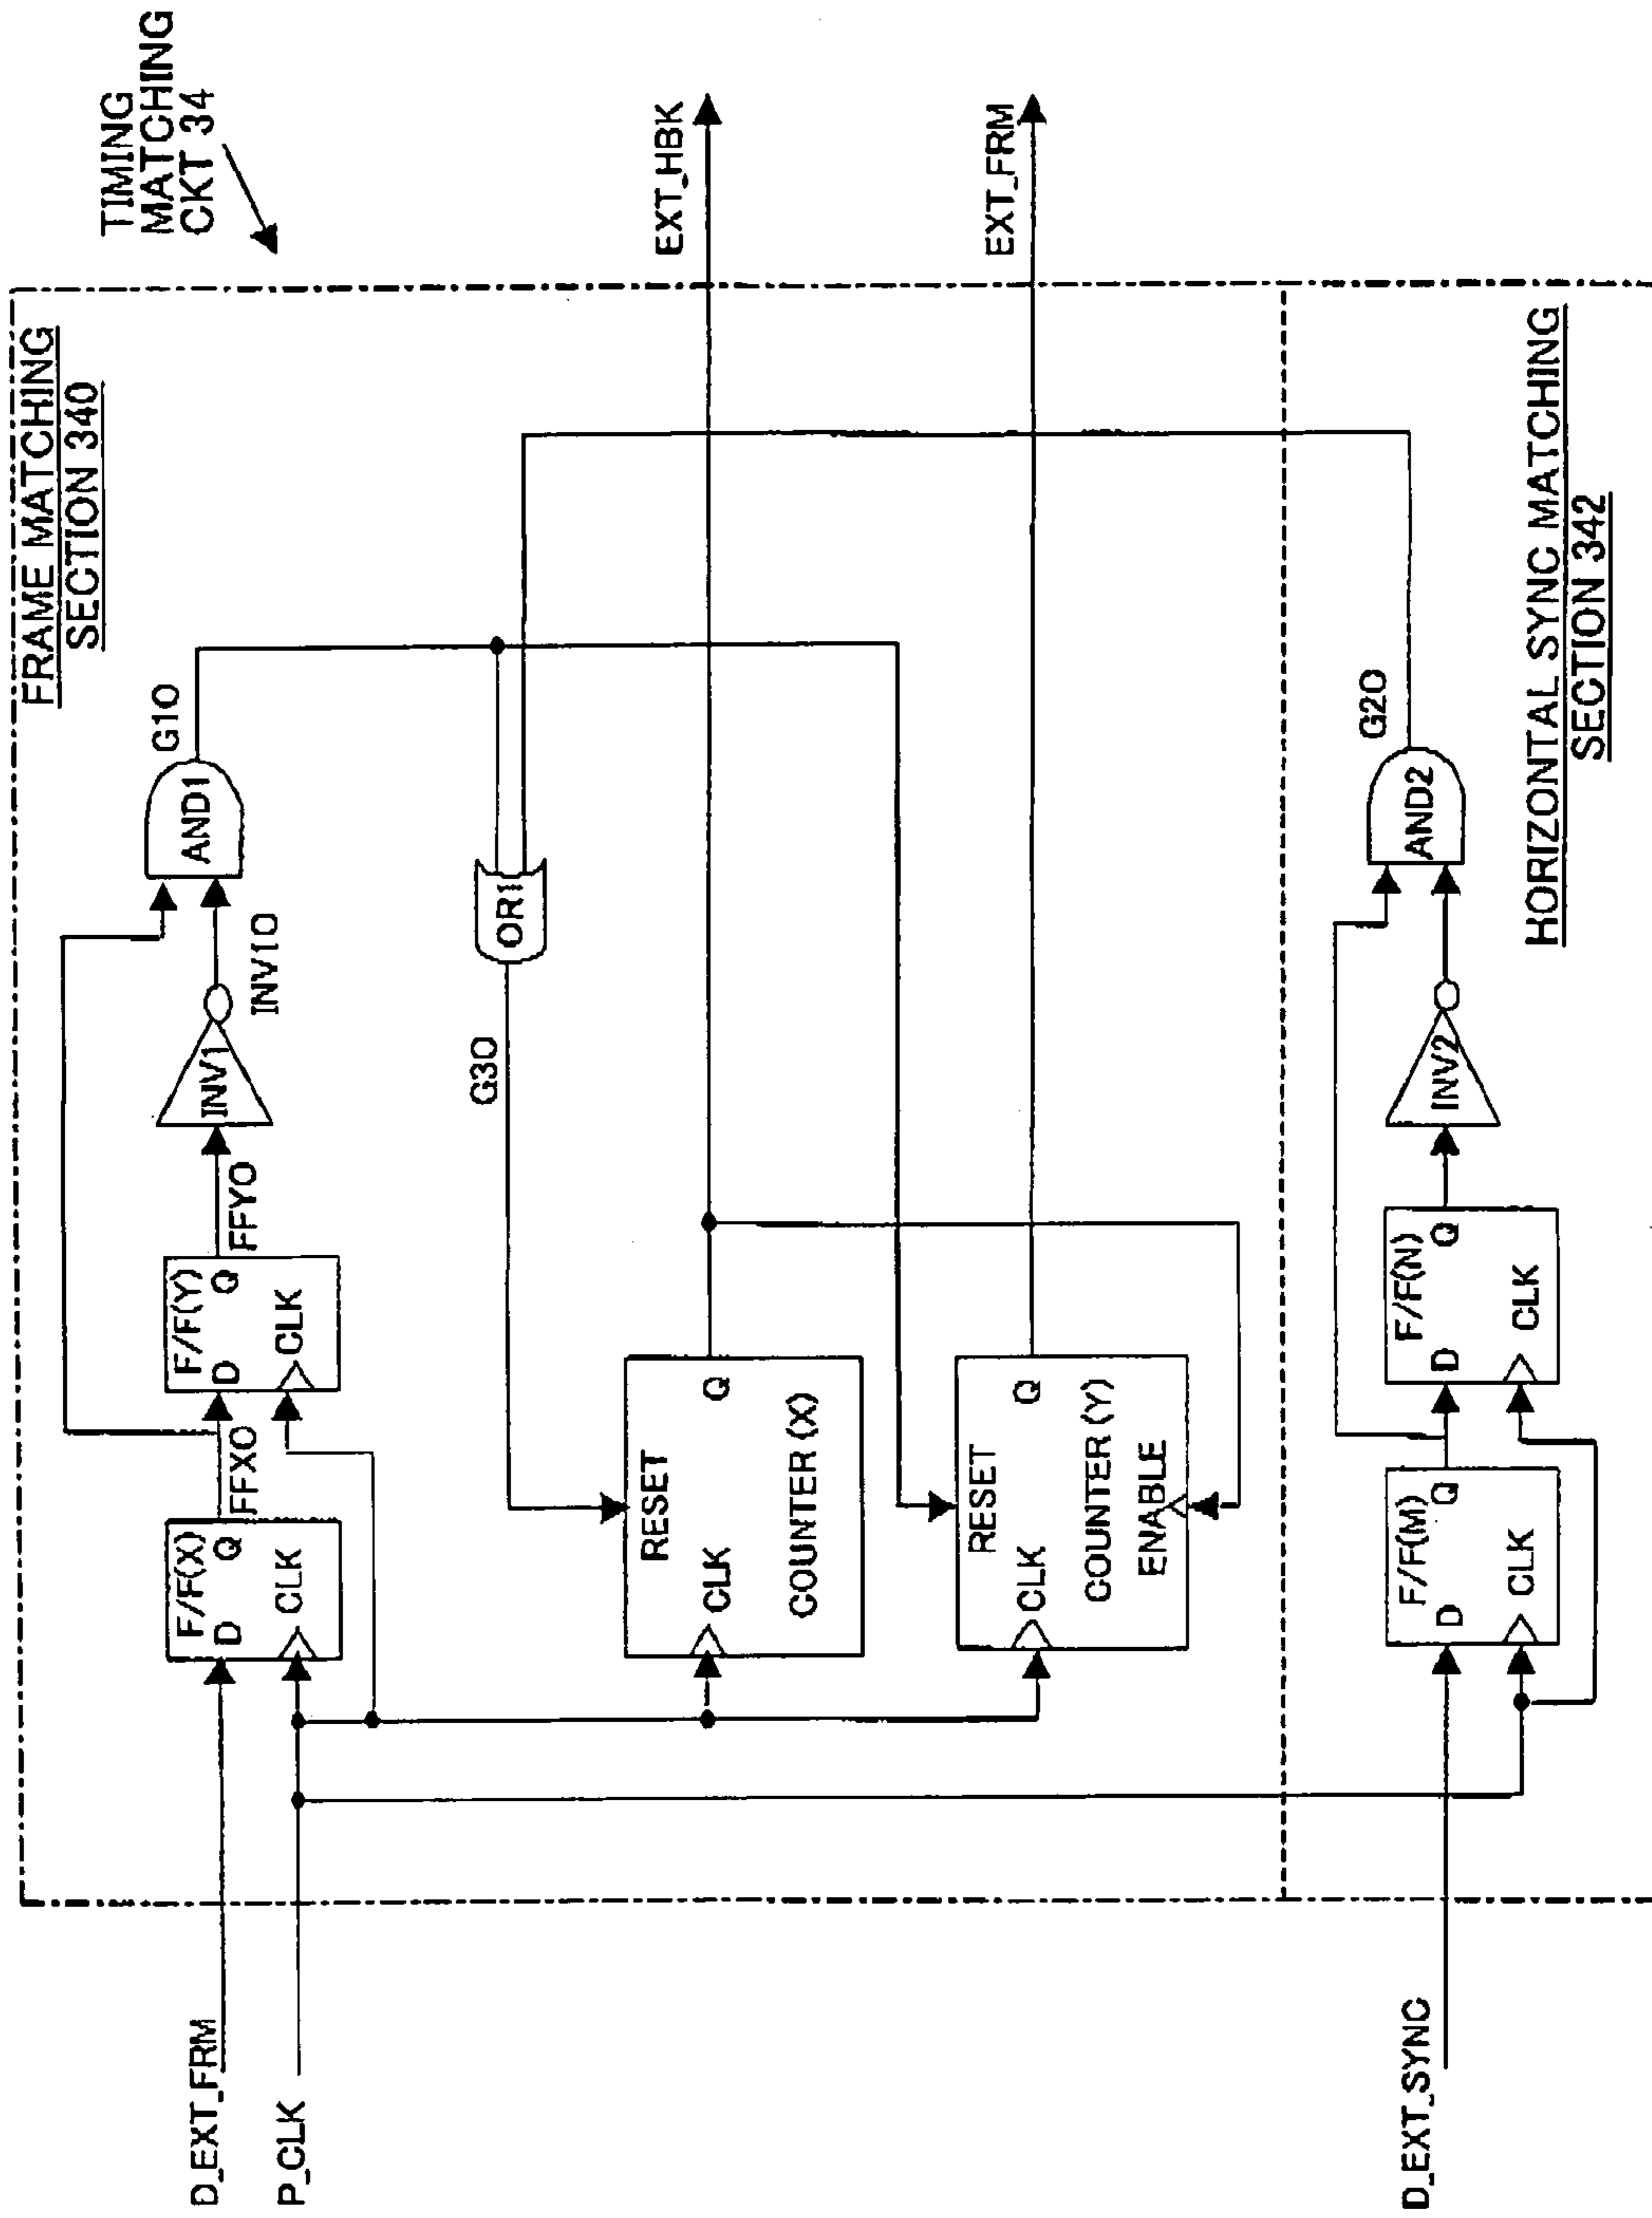 TIMING
MATCHING
CKT 34
FRAME MATCHING
SECTION 340
D_EXT_FRM
P_CLK
F/F(X)
D
Q
CLK
FFXO
F/F(Y)
D
Q
CLK
FFYO
INV1
INV1O
AND1
G1O
OR1
G3O
RESET
Q
CLK
COUNTER(X)
EXT_HBK
RESET
Q
CLK
COUNTER(Y)
ENABLE
EXT_FRM
D_EXT_SYNC
F/F(M)
D
Q
CLK
F/F(N)
D
Q
CLK
INV2
AND2
G2O
HORIZONTAL SYNC MATCHING
SECTION 342